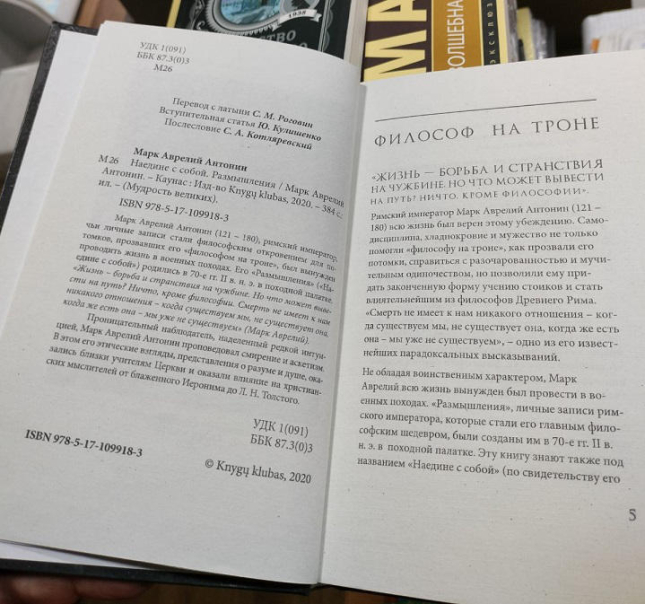 1838
МА
ВОЛШЕБНА
ЭКСКЛЮЗ
УДК 1(091)
ББК 87.3(0)3
М26
Перевод с латыни С. М. Роговин
Вступительная статья Ю. Кулишенко
Послесловие С. А. Котляревский
Марк Аврелий Антонин
М26 Наедине с собой. Размышления / Марк Аврелий
Антонин. – Каунас : Изд-во Knygų klubas, 2020. – 384 с.:
ил. – (Мудрость великих).
ISBN 978-5-17-109918-3
Марк Аврелий Антонин (121 – 180), римский император,
чьи личные записи стали философским откровением для по-
томков, прозвавших его «философом на троне», был вынужден
проводить жизнь в военных походах. Его «Размышления» («На-
едине с собой») родились в 70-е гг. II в. н. э. в походной палатке.
«Жизнь – борьба и странствия на чужбине. Но что может выве-
сти на путь? Ничто, кроме философии. Смерть не имеет к нам
никакого отношения – когда существуем мы, не существует она,
когда же есть она – мы уже не существуем» (Марк Аврелий).
Проницательный наблюдатель, наделенный редкой интуи-
цией, Марк Аврелий Антонин проповедовал смирение и аскетизм.
В этом его этические взгляды, представления о разуме и душе, ока-
зались близки учителям Церкви и оказали влияние на христиан-
ских мыслителей от блаженного Иеронима до Л. Н. Толстого.
УДК 1(091)
ББК 87.3(0)3
ISBN 978-5-17-109918-3
© Knygų klubas, 2020
ФИЛОСОФ НА ТРОНЕ
«ЖИЗНЬ — БОРЬБА И СТРАНСТВИЯ
НА ЧУЖБИНЕ. НО ЧТО МОЖЕТ ВЫВЕСТИ
НА ПУТЬ? НИЧТО, КРОМЕ ФИЛОСОФИИ».
Римский император Марк Аврелий Антонин (121 –
180) всю жизнь был верен этому убеждению. Само-
дисциплина, хладнокровие и мужество не только
помогли «философу на троне», как прозвали его
потомки, справиться с разочарованностью и мучи-
тельным одиночеством, но позволили ему при-
дать законченную форму учению стоиков и стать
влиятельнейшим из философов Древнего Рима.
«Смерть не имеет к нам никакого отношения – ког-
да существуем мы, не существует она, когда же есть
она – мы уже не существуем», – одно из его извест-
нейших парадоксальных высказываний.
Не обладая воинственным характером, Марк
Аврелий всю жизнь вынужден был провести в во-
енных походах. «Размышления», личные записи рим-
ского императора, которые стали его главным фило-
софским шедевром, были созданы им в 70-е гг. II в.
н. э. в походной палатке. Эту книгу знают также под
названием «Наедине с собой» (по свидетельству его
5